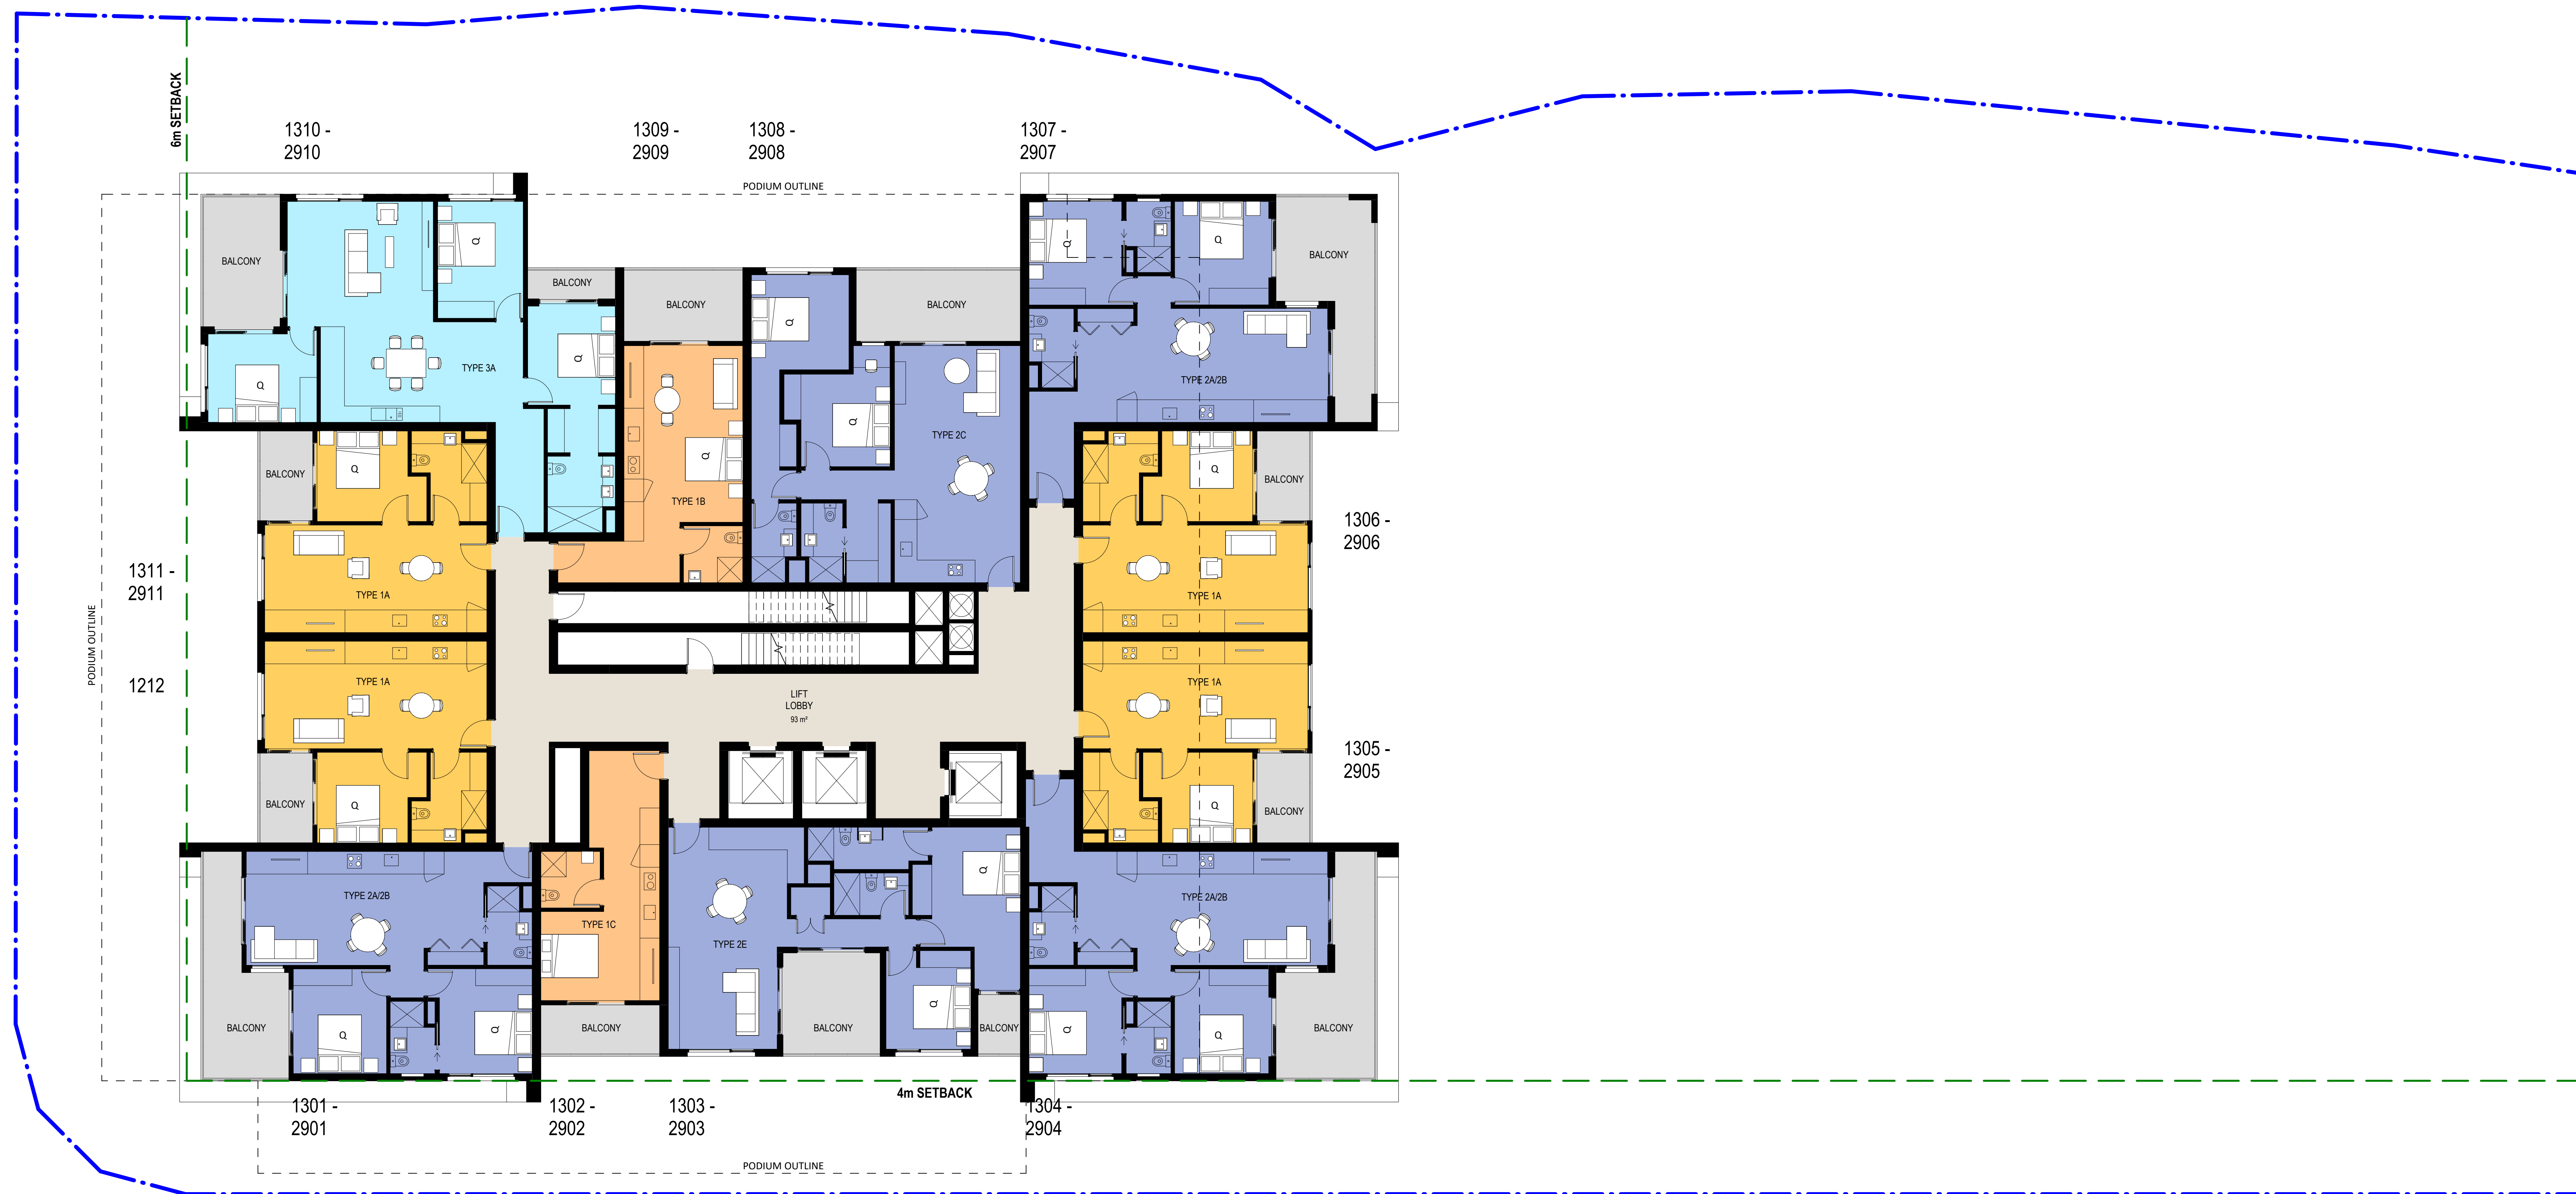 6m SETBACK
1310 -
2910
1309 -
2909
1308 -
2908
1307 -
2907
PODIUM OUTLINE
BALCONY
Q
BALCONY
Q
BALCONY
BALCONY
Q
Q
BALCONY
Q
Q
Q
Q
TYPE 3A
TYPE 2A/2B
TYPE 2C
TYPE 1B
Q
BALCONY
Q
Q
BALCONY
1306 -
2906
1311 -
2911
TYPE 1A
TYPE 1A
PODIUM OUTLINE
1212
TYPE 1A
LIFT
LOBBY
93 m²
TYPE 1A
1305 -
2905
BALCONY
Q
Q
BALCONY
TYPE 2A/2B
TYPE 1C
TYPE 2E
Q
TYPE 2A/2B
BALCONY
Q
Q
BALCONY
BALCONY
Q
BALCONY
Q
Q
BALCONY
4m SETBACK
1301 -
2901
1302 -
2902
1303 -
2903
1304 -
2904
PODIUM OUTLINE